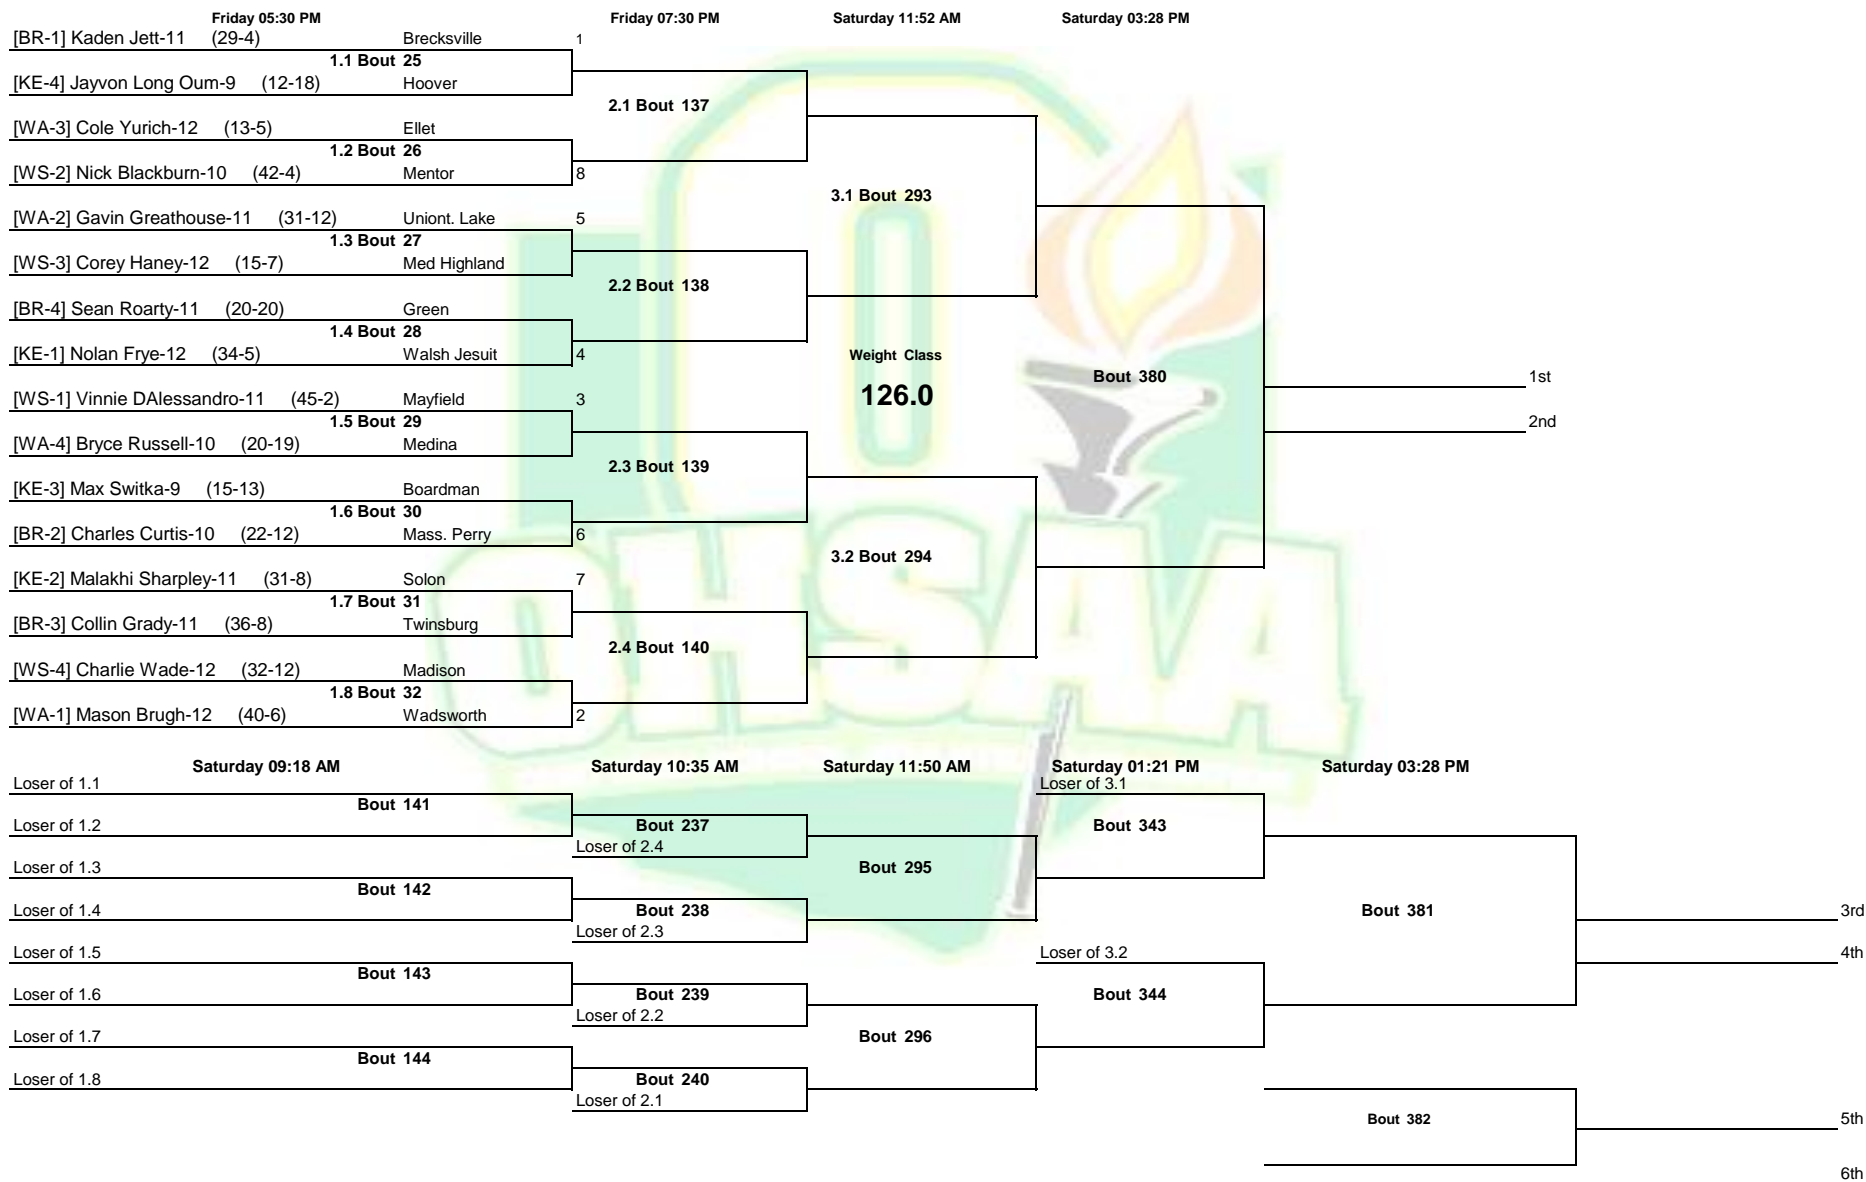 Friday 05:30 PM Friday 07:30 PM Saturday 11:52 AM Saturday 03:28 PM
[BR-1] Kaden Jett-11 (29-4) Brecksville 1
1.1 Bout 25
[KE-4] Jayvon Long Oum-9 (12-18) Hoover
2.1 Bout 137
[WA-3] Cole Yurich-12 (13-5) Ellet
1.2 Bout 26
[WS-2] Nick Blackburn-10 (42-4) Mentor 8
3.1 Bout 293
[WA-2] Gavin Greathouse-11 (31-12) Uniont. Lake 5
1.3 Bout 27
[WS-3] Corey Haney-12 (15-7) Med Highland
2.2 Bout 138
[BR-4] Sean Roarty-11 (20-20) Green
1.4 Bout 28
[KE-1] Nolan Frye-12 (34-5) Walsh Jesuit 4
Weight Class
Bout 380 1st
126.0
[WS-1] Vinnie DAlessandro-11 (45-2) Mayfield 3
1.5 Bout 29 2nd
[WA-4] Bryce Russell-10 (20-19) Medina
2.3 Bout 139
[KE-3] Max Switka-9 (15-13) Boardman
1.6 Bout 30
[BR-2] Charles Curtis-10 (22-12) Mass. Perry 6
3.2 Bout 294
[KE-2] Malakhi Sharpley-11 (31-8) Solon 7
1.7 Bout 31
[BR-3] Collin Grady-11 (36-8) Twinsburg
2.4 Bout 140
[WS-4] Charlie Wade-12 (32-12) Madison
1.8 Bout 32
[WA-1] Mason Brugh-12 (40-6) Wadsworth 2
OHSAA
Saturday 09:18 AM Saturday 10:35 AM Saturday 11:50 AM Saturday 01:21 PM Saturday 03:28 PM
Loser of 1.1 Loser of 3.1
Bout 141
Loser of 1.2 Bout 237 Bout 343
Loser of 2.4
Loser of 1.3 Bout 295
Bout 142
Loser of 1.4 Bout 238 Bout 381 3rd
Loser of 2.3
Loser of 1.5 Loser of 3.2 4th
Bout 143
Loser of 1.6 Bout 239 Bout 344
Loser of 2.2
Loser of 1.7 Bout 296
Bout 144
Loser of 1.8 Bout 240
Loser of 2.1
Bout 382 5th
6th